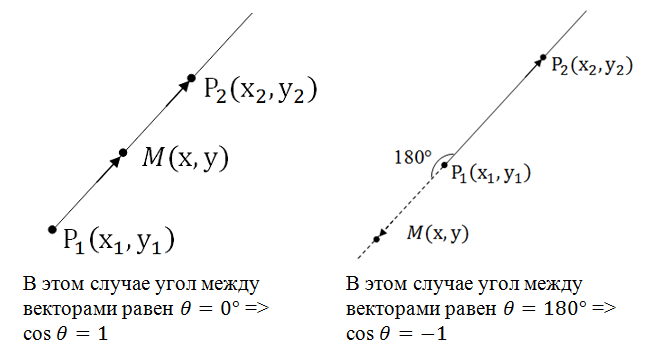 P₂(x₂,y₂)
M(x,y)
P₁(x₁,y₁)
В этом случае угол между
векторами равен θ = 0° =>
cos θ = 1
P₂(x₂,y₂)
180°
P₁(x₁,y₁)
M(x,y)
В этом случае угол между
векторами равен θ = 180° =>
cos θ = −1